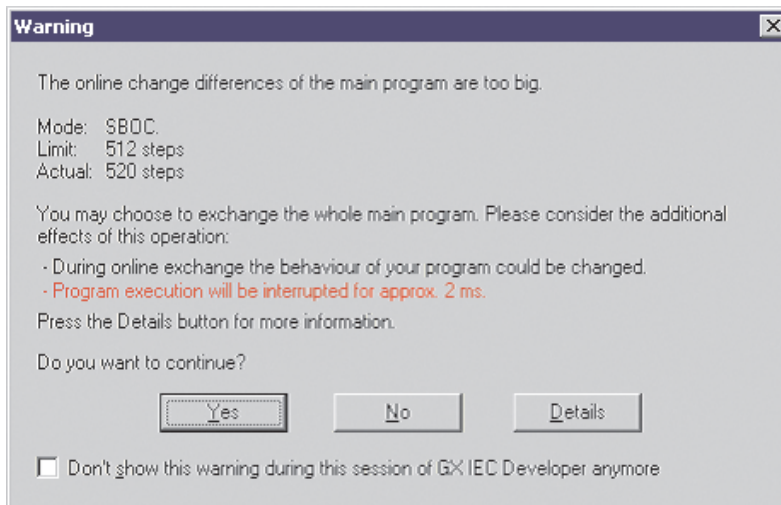 Warning
The online change differences of the main program are too big.
Mode: SBOC.
Limit: 512 steps
Actual: 520 steps
You may choose to exchange the whole main program. Please consider the additional
effects of this operation:
- During online exchange the behaviour of your program could be changed.
- Program execution will be interrupted for approx. 2 ms.
Press the Details button for more information.
Do you want to continue?
Yes No Details
Don't show this warning during this session of GX IEC Developer anymore